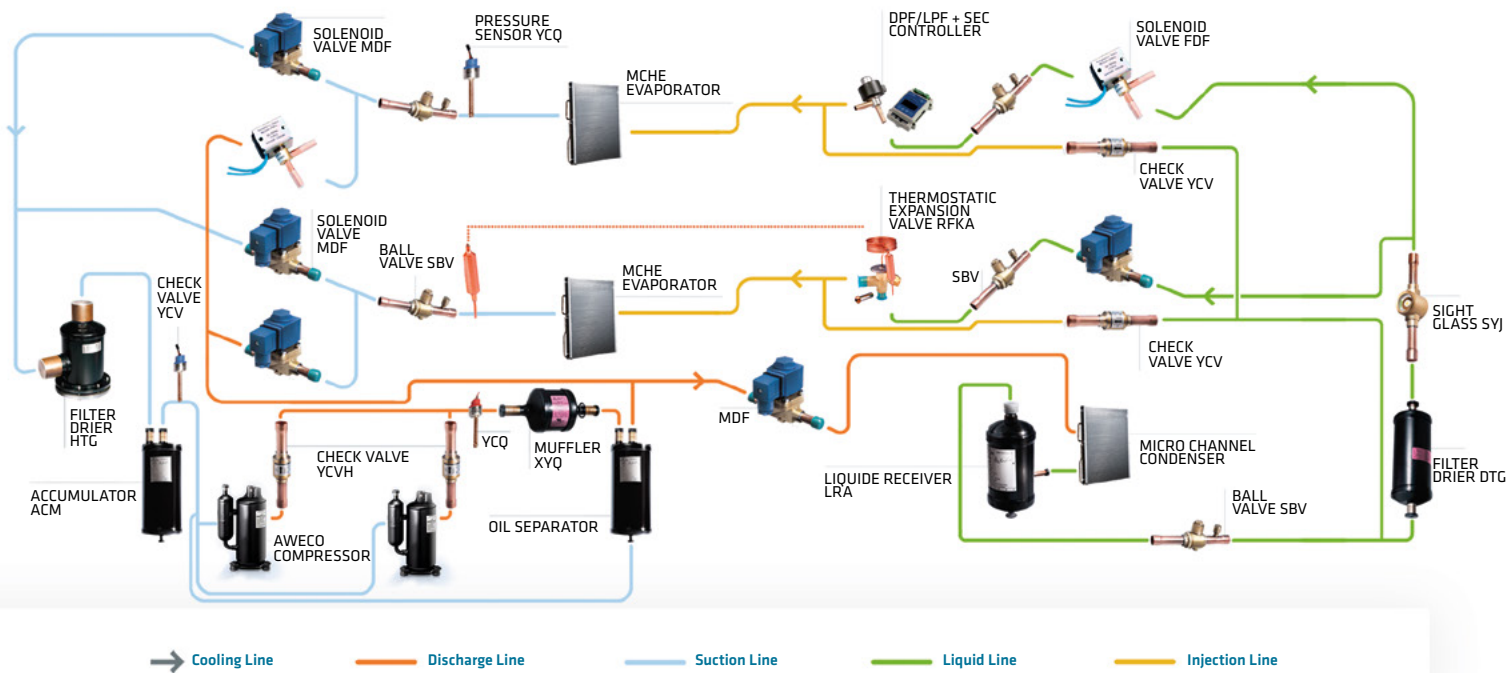 SOLENOID
VALVE MDF
PRESSURE
SENSOR YCQ
MCHE
EVAPORATOR
DPF/LPF + SEC
CONTROLLER
SOLENOID
VALVE FDF
CHECK
VALVE YCV
SOLENOID
VALVE
MDF
BALL
VALVE SBV
MCHE
EVAPORATOR
THERMOSTATIC
EXPANSION
VALVE RFKA
SBV
CHECK
VALVE YCV
SIGHT
GLASS SYJ
CHECK
VALVE
YCV
FILTER
DRIER
HTG
ACCUMULATOR
ACM
CHECK VALVE
YCVH
YCQ
MUFFLER
XYQ
MDF
AWECO
COMPRESSOR
OIL SEPARATOR
LIQUIDE RECEIVER
LRA
MICRO CHANNEL
CONDENSER
BALL
VALVE SBV
FILTER
DRIER DTG
Cooling Line
Discharge Line
Suction Line
Liquid Line
Injection Line